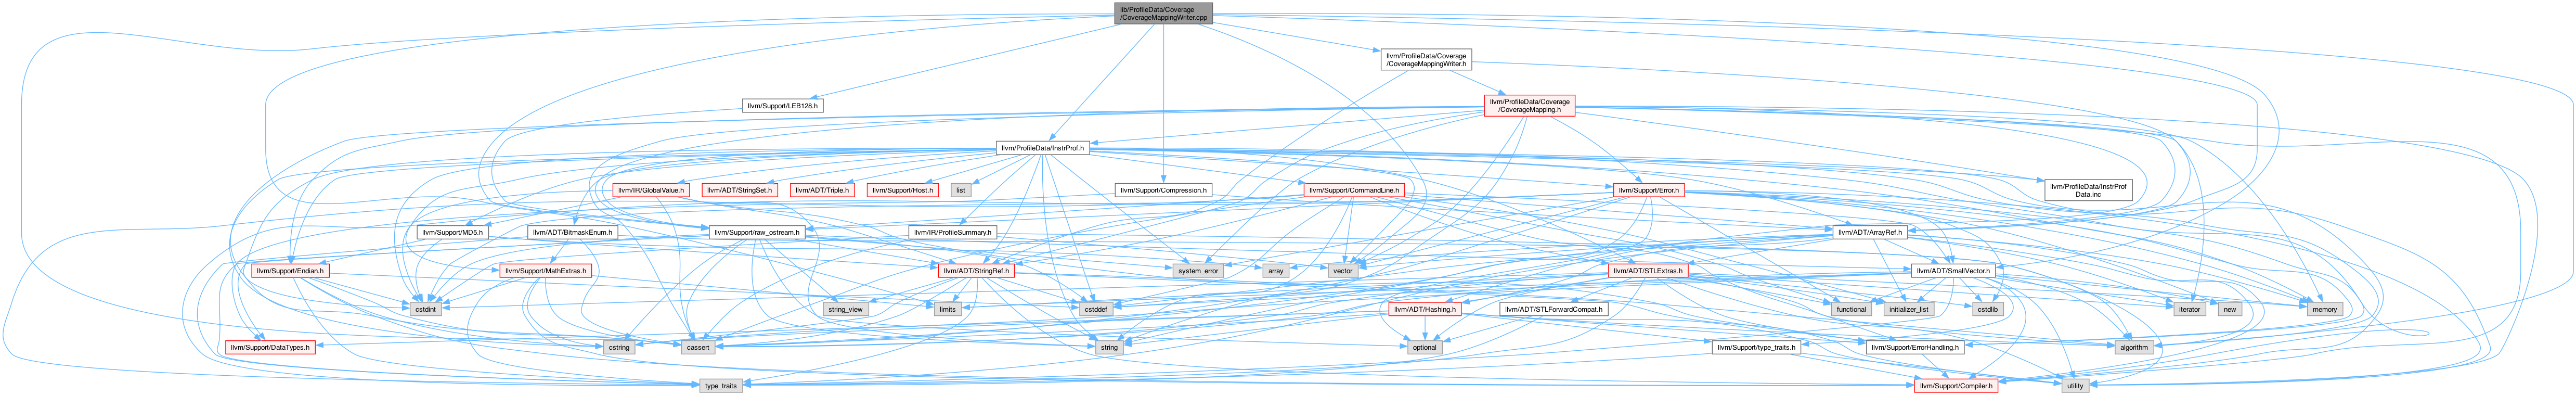 lib/ProfileData/Coverage
/CoverageMappingWriter.cpp
llvm/ProfileData/Coverage
/CoverageMappingWriter.h
llvm/Support/LEB128.h
llvm/ProfileData/Coverage
/CoverageMapping.h
llvm/ProfileData/InstrProf.h
llvm/IR/GlobalValue.h
llvm/ADT/StringSet.h
llvm/ADT/Triple.h
llvm/Support/Host.h
list
llvm/Support/Compression.h
llvm/Support/CommandLine.h
llvm/Support/Error.h
llvm/ProfileData/InstrProf
Data.inc
llvm/Support/MD5.h
llvm/ADT/BitmaskEnum.h
llvm/Support/raw_ostream.h
llvm/IR/ProfileSummary.h
llvm/ADT/ArrayRef.h
llvm/Support/Endian.h
llvm/Support/MathExtras.h
llvm/ADT/StringRef.h
system_error
array
vector
llvm/ADT/STLExtras.h
llvm/ADT/SmallVector.h
cstdint
string_view
limits
cstddef
llvm/ADT/Hashing.h
llvm/ADT/STLForwardCompat.h
functional
initializer_list
cstdlib
iterator
new
memory
llvm/Support/DataTypes.h
cstring
cassert
string
optional
llvm/Support/type_traits.h
llvm/Support/ErrorHandling.h
algorithm
type_traits
llvm/Support/Compiler.h
utility